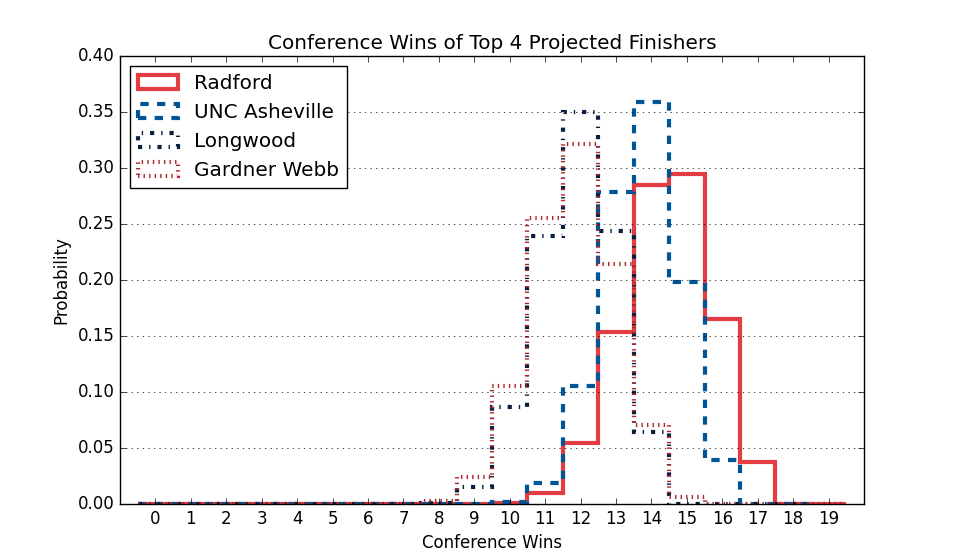 Conference Wins of Top 4 Projected Finishers
0.40
0.35
0.30
0.25
0.20
0.15
0.10
0.05
0.00
Probability
Radford
UNC Asheville
Longwood
Gardner Webb
0 1 2 3 4 5 6 7 8 9 10 11 12 13 14 15 16 17 18 19
Conference Wins